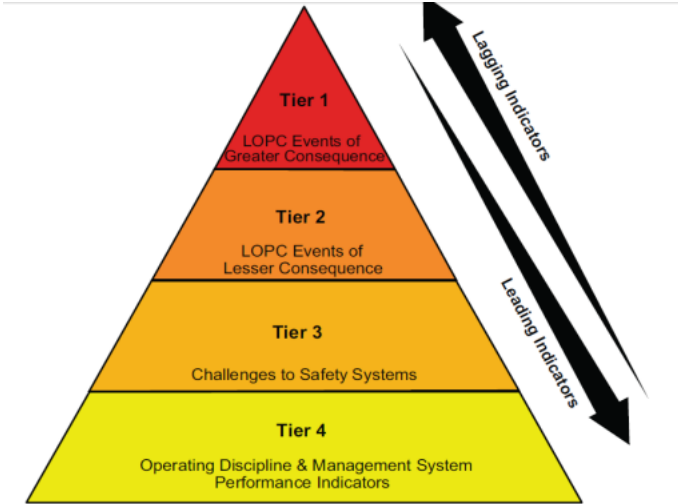 Tier 1
LOPC Events of
Greater Consequence
Tier 2
LOPC Events of
Lesser Consequence
Tier 3
Challenges to Safety Systems
Tier 4
Operating Discipline & Management System
Performance Indicators
Lagging Indicators
Leading Indicators